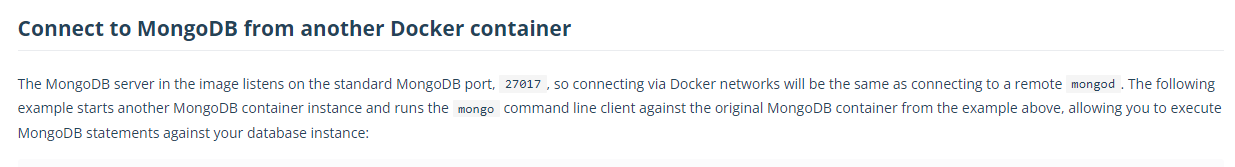 Connect to MongoDB from another Docker container
The MongoDB server in the image listens on the standard MongoDB port, 27017 , so connecting via Docker networks will be the same as connecting to a remote mongod . The following
example starts another MongoDB container instance and runs the mongo command line client against the original MongoDB container from the example above, allowing you to execute
MongoDB statements against your database instance: